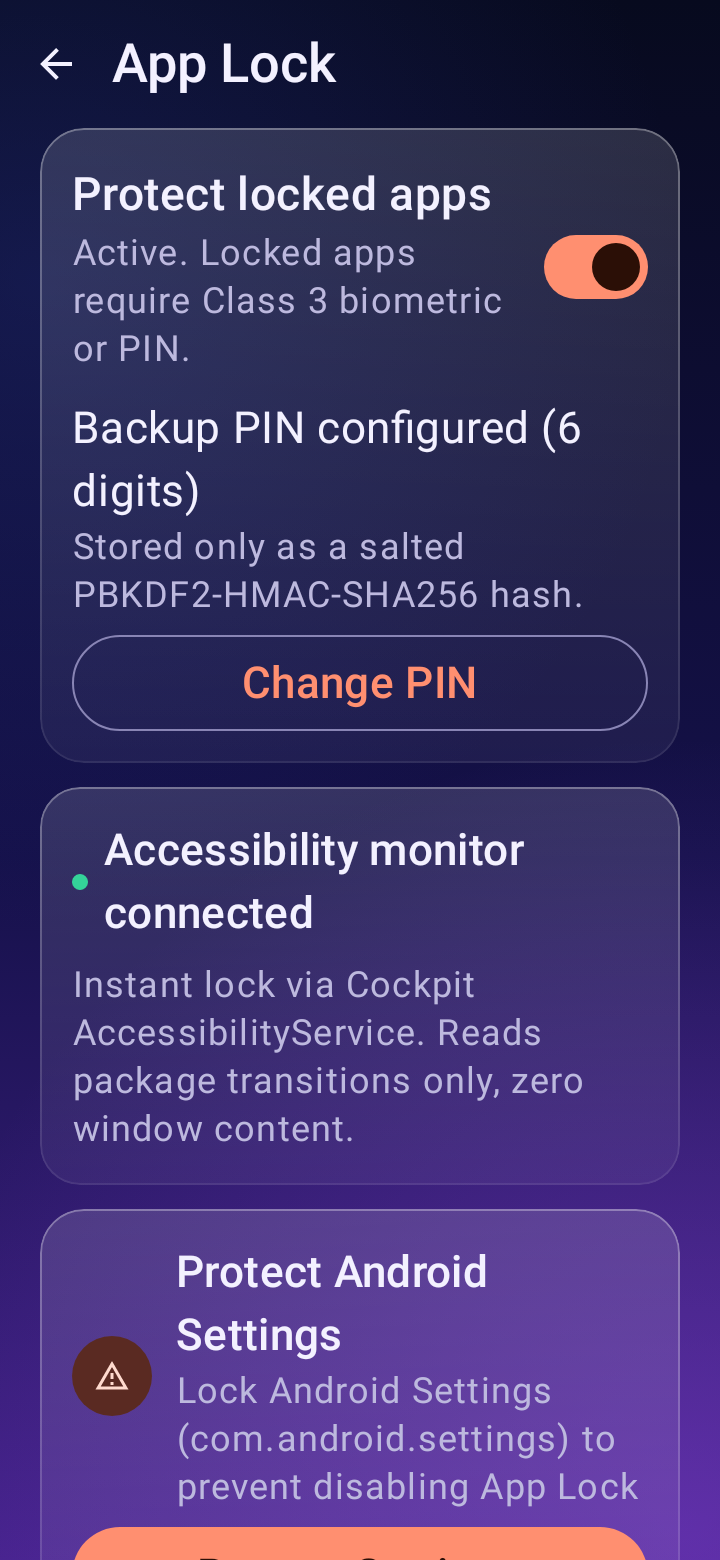 App Lock
Protect locked apps
Active. Locked apps
require Class 3 biometric
or PIN.
Backup PIN configured (6
digits)
Stored only as a salted
PBKDF2-HMAC-SHA256 hash.
Change PIN
Accessibility monitor
connected
Instant lock via Cockpit
AccessibilityService. Reads
package transitions only, zero
window content.
Protect Android
Settings
Lock Android Settings
(com.android.settings) to
prevent disabling App Lock